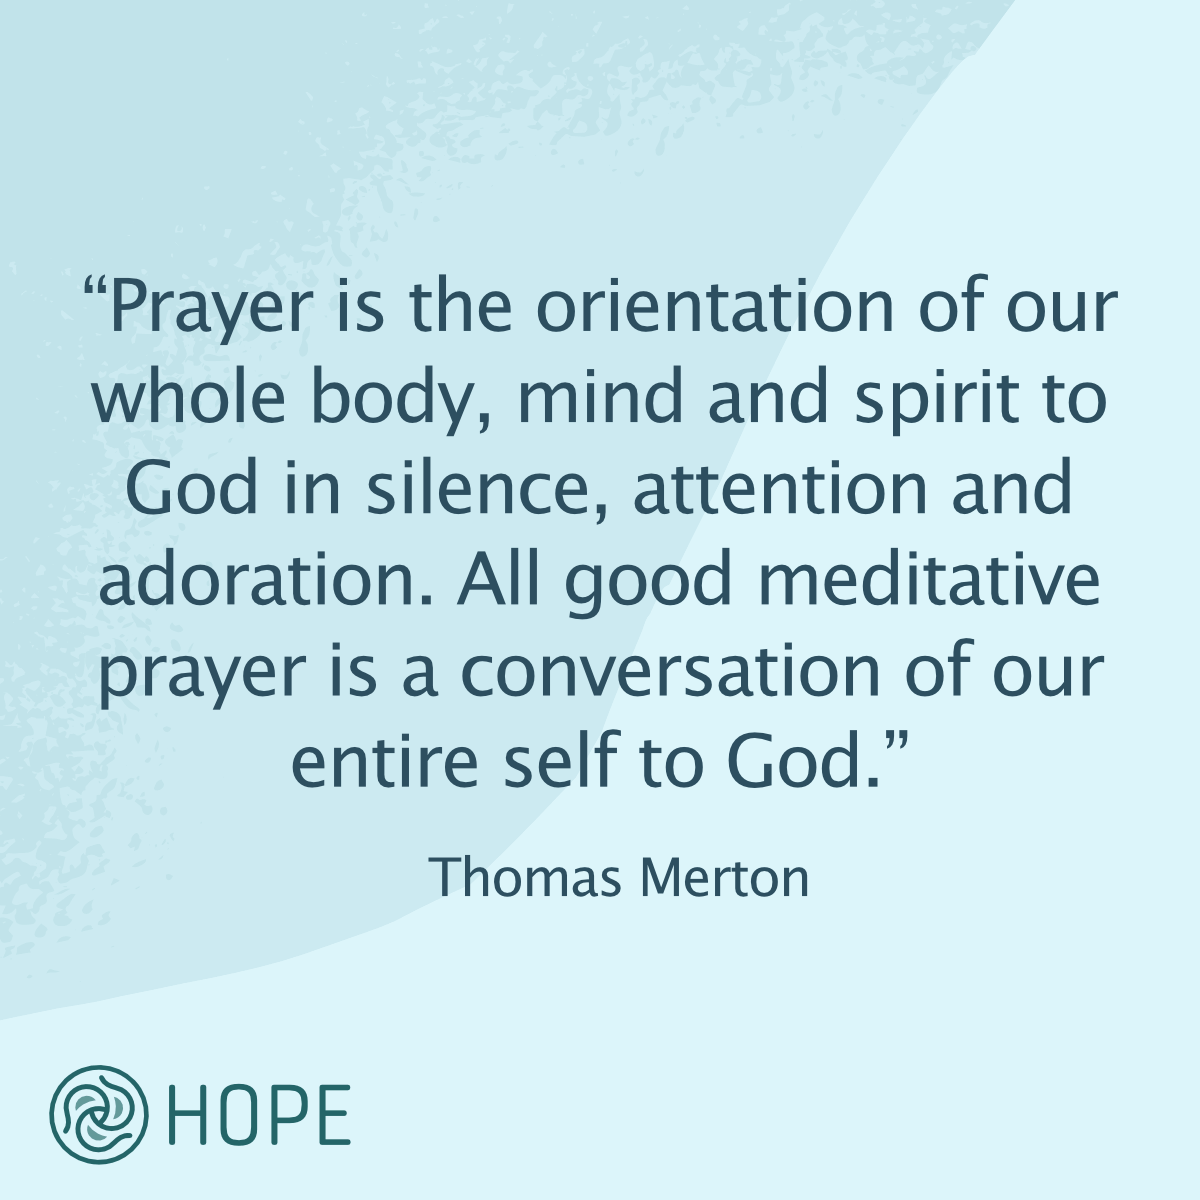 “Prayer is the orientation of our
whole body, mind and spirit to
God in silence, attention and
adoration. All good meditative
prayer is a conversation of our
entire self to God.”
Thomas Merton
HOPE